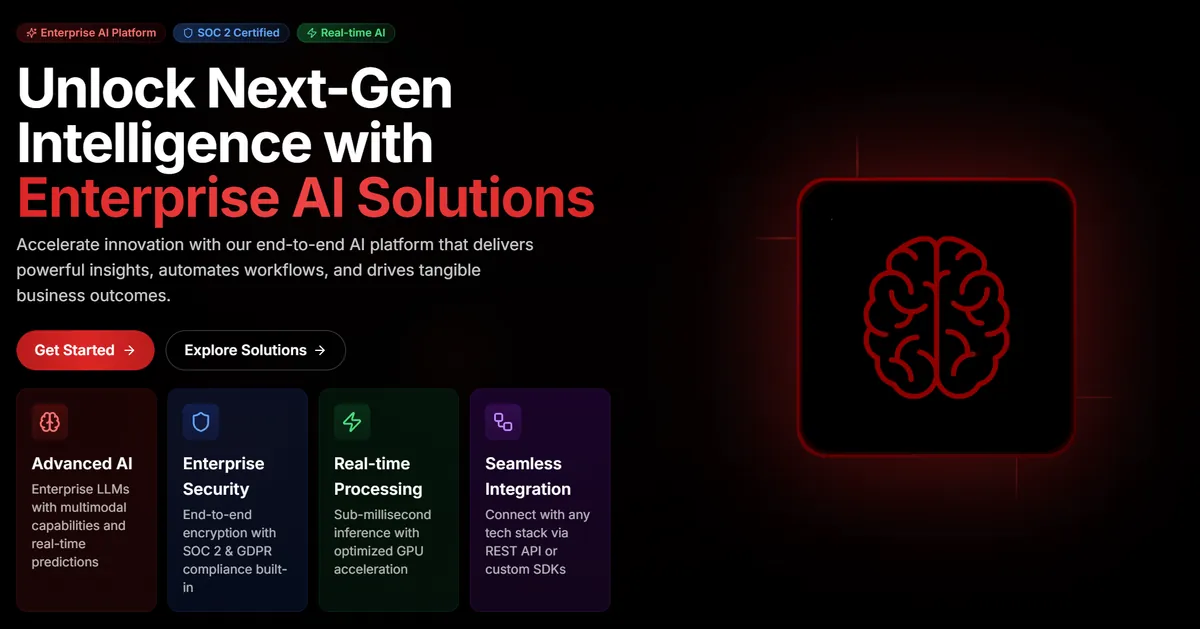 Enterprise AI Platform
SOC 2 Certified
Real-time AI
Unlock Next-Gen
Intelligence with
Enterprise AI Solutions
Accelerate innovation with our end-to-end AI platform that delivers
powerful insights, automates workflows, and drives tangible
business outcomes.
Get Started →
Explore Solutions →
Advanced AI
Enterprise LLMs
with multimodal
capabilities and
real-time
predictions
Enterprise
Security
End-to-end
encryption with
SOC 2 & GDPR
compliance built-
in
Real-time
Processing
Sub-millisecond
inference with
optimized GPU
acceleration
Seamless
Integration
Connect with any
tech stack via
REST API or
custom SDKs